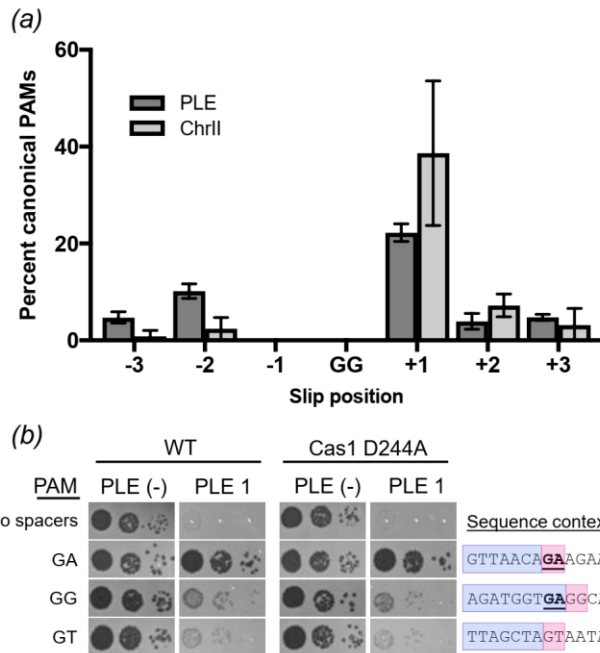 (a)
60
40
20
0
Percent canonical PAMs
PLE
ChrII
-3 -2 -1 GG +1 +2 +3
Slip position
(b)
WT Cas1 D244A
PAM PLE (-) PLE 1 PLE (-) PLE 1
o spacers Sequence contex
GA GTTAACAGAAGAA
GG AGATGGTGAGGCA
GT TTAGCTAGTAATA